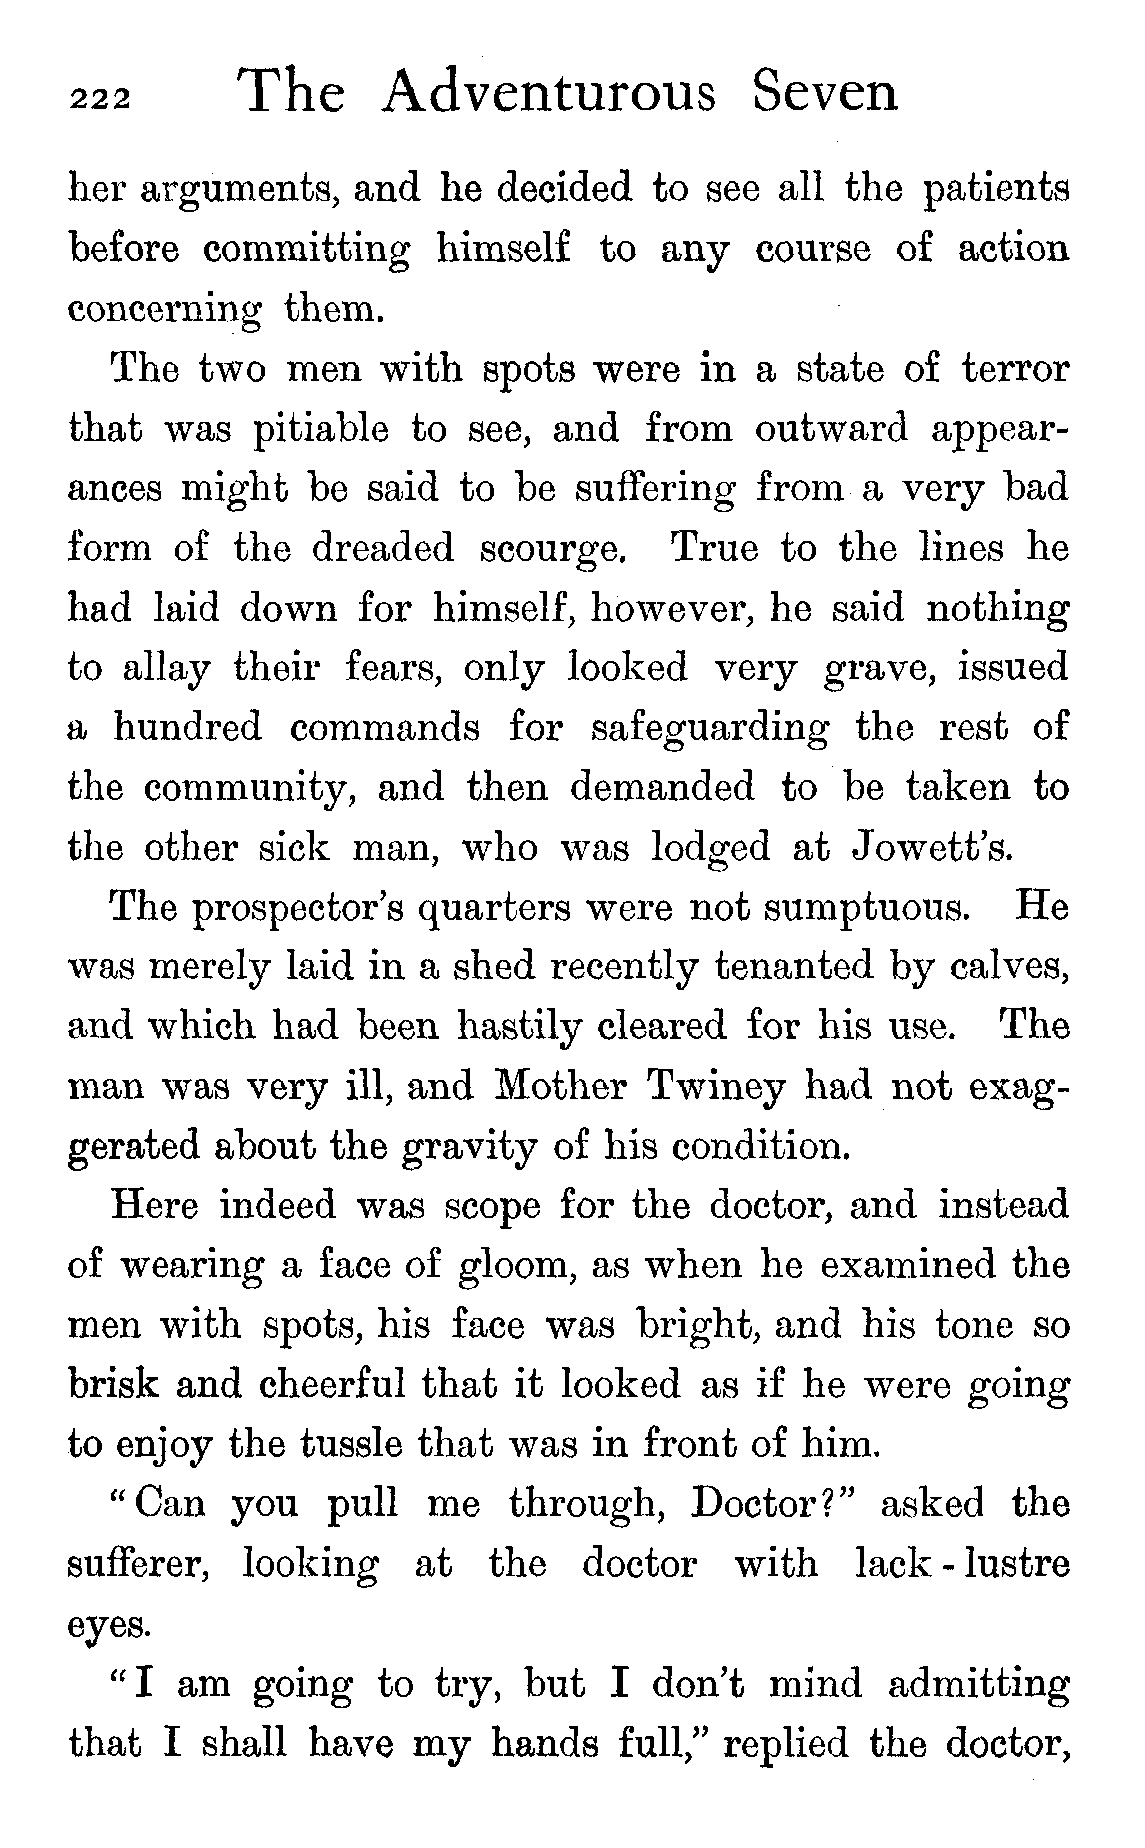 222 The Adventurous Seven
her arguments, and he decided to see all the patients
before committing himself to any course of action
concerning them.
The two men with spots were in a state of terror
that was pitiable to see, and from outward appear-
ances might be said to be suffering from a very bad
form of the dreaded scourge. True to the lines he
had laid down for himself, however, he said nothing
to allay their fears, only looked very grave, issued
a hundred commands for safeguarding the rest of
the community, and then demanded to be taken to
the other sick man, who was lodged at Jowett's.
The prospector's quarters were not sumptuous. He
was merely laid in a shed recently tenanted by calves,
and which had been hastily cleared for his use. The
man was very ill, and Mother Twiney had not exag-
gerated about the gravity of his condition.
Here indeed was scope for the doctor, and instead
of wearing a face of gloom, as when he examined the
men with spots, his face was bright, and his tone so
brisk and cheerful that it looked as if he were going
to enjoy the tussle that was in front of him.
"Can you pull me through, Doctor?" asked the
sufferer, looking at the doctor with lack-lustre
eyes.
"I am going to try, but I don't mind admitting
that I shall have my hands full," replied the doctor,